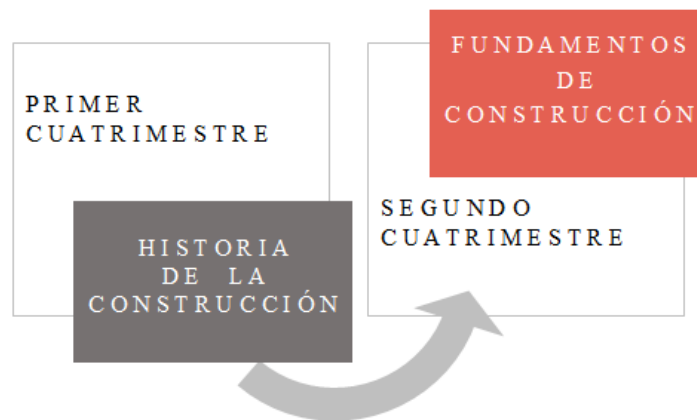 PRIMER
CUATRIMESTRE
HISTORIA
DE LA
CONSTRUCCIÓN
FUNDAMENTOS
DE
CONSTRUCCIÓN
SEGUNDO
CUATRIMESTRE